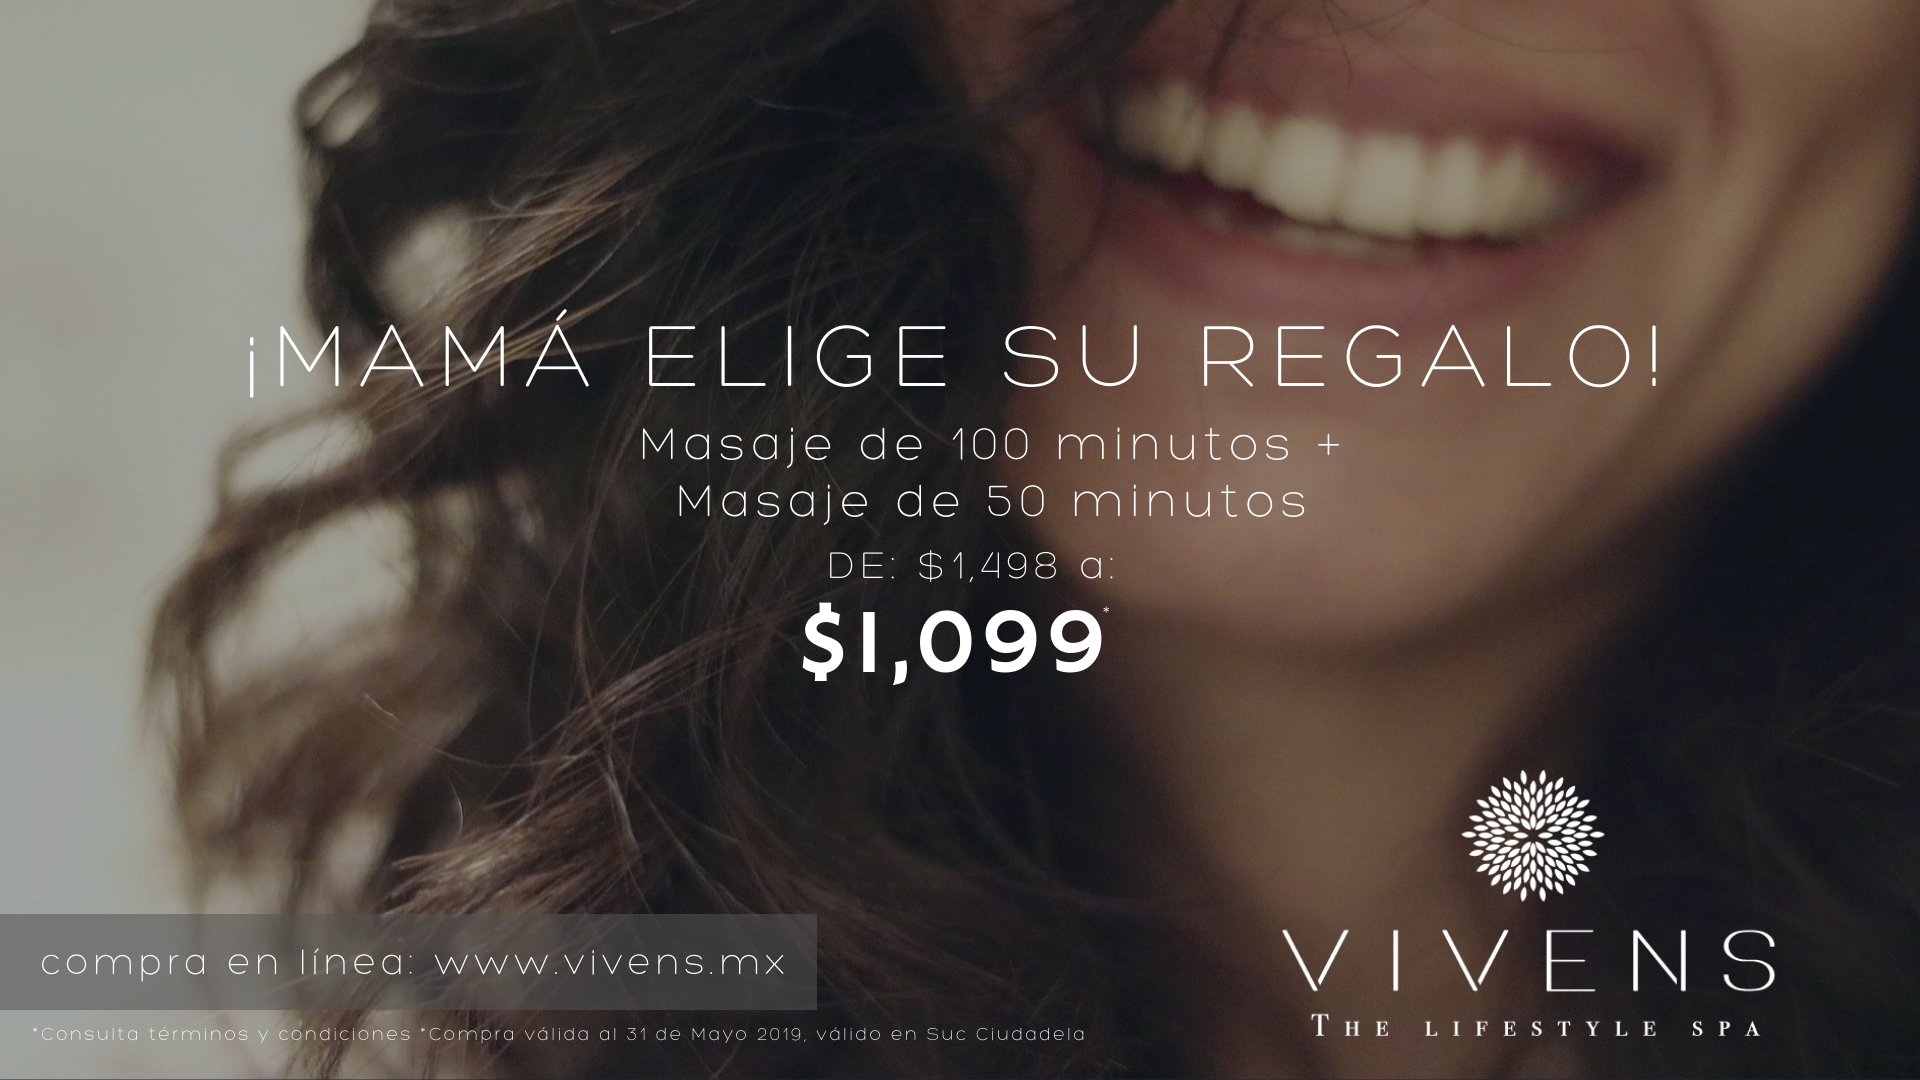 ¡MAMÁ ELIGE SU REGALO!
Masaje de 100 minutos +
Masaje de 50 minutos
DE: $1,498 a:
$1,099*
compra en línea: www.vivens.mx
*Consulta términos y condiciones *Compra válida al 31 de Mayo 2019, válido en Suc Ciudadela
VIVENS
THE LIFESTYLE SPA